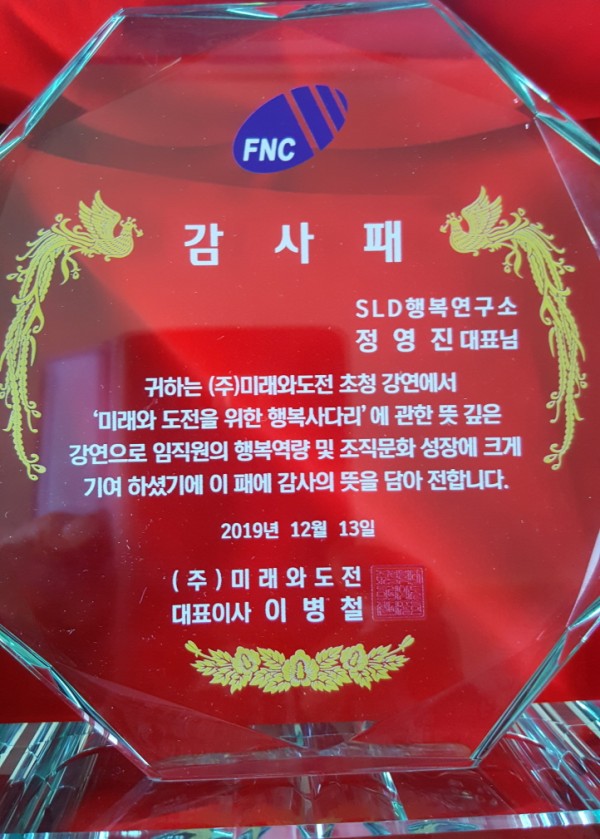 FNC
감 사 패
SLD행복연구소
정 영 진 대표님
귀하는 (주)미래와도전 초청 강연에서
‘미래와 도전을 위한 행복사다리’에 관한 뜻 깊은
강연으로 임직원의 행복역량 및 조직문화 성장에 크게
기여 하셨기에 이 패에 감사의 뜻을 담아 전합니다.
2019년 12월 13일
(주)미래와도전
대표이사 이 병 철